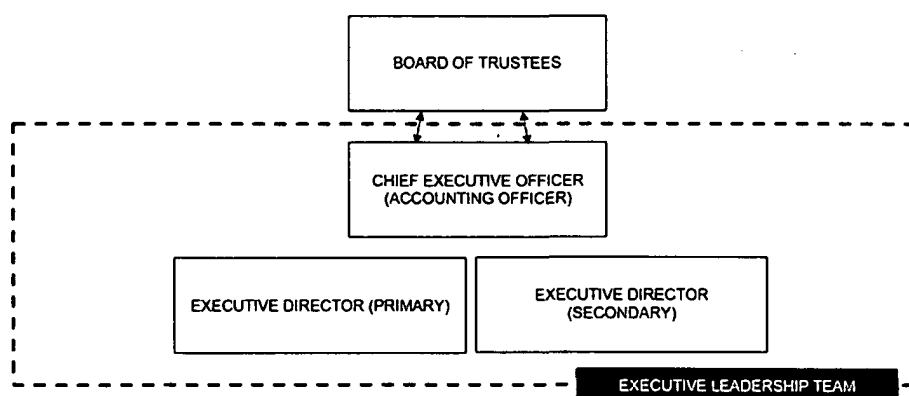 BOARD OF TRUSTEES
CHIEF EXECUTIVE OFFICER
(ACCOUNTING OFFICER)
EXECUTIVE DIRECTOR (PRIMARY)
EXECUTIVE DIRECTOR
(SECONDARY)
EXECUTIVE LEADERSHIP TEAM